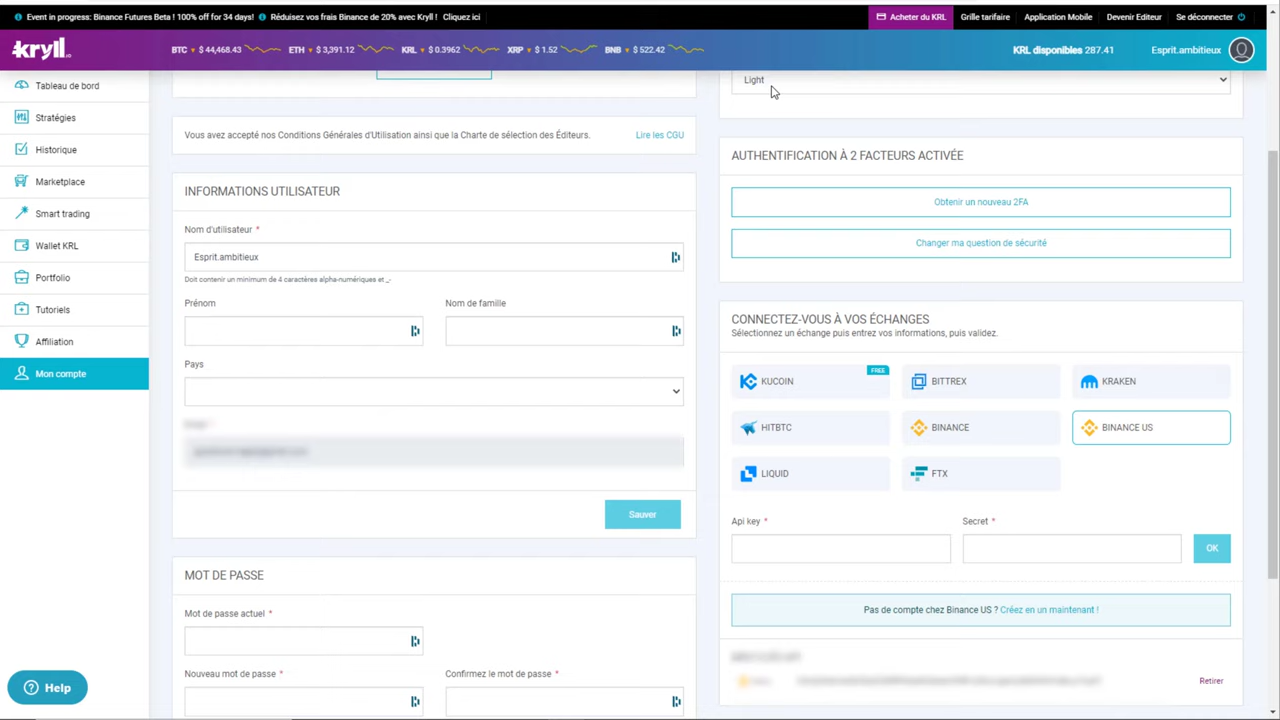 Event in progress: Binance Futures Beta ! 100% off for 34 days! Réduisez vos frais Binance de 20% avec Kryll ! Cliquez ici
Acheter du KRL
Grille tarifaire
Application Mobile
Devenir Editeur
Se déconnecter
kryll.io
BTC $ 44,468.43
ETH $ 3,391.12
KRL $ 0.3962
XRP $ 1.52
BNB $ 522.42
KRL disponibles 287.41
Esprit.ambitieux
Tableau de bord
Stratégies
Historique
Marketplace
Smart trading
Wallet KRL
Portfolio
Tutoriels
Affiliation
Mon compte
Help
Vous avez accepté nos Conditions Générales d'Utilisation ainsi que la Charte de sélection des Éditeurs. Lire les CGU
INFORMATIONS UTILISATEUR
Nom d'utilisateur *
Esprit.ambitieux
Doit contenir un minimum de 4 caractères alpha-numériques et _-
Prénom
Nom de famille
Pays
Sauver
MOT DE PASSE
Mot de passe actuel *
Nouveau mot de passe *
Confirmez le mot de passe *
Light
AUTHENTIFICATION À 2 FACTEURS ACTIVÉE
Obtenir un nouveau 2FA
Changer ma question de sécurité
CONNECTEZ-VOUS À VOS ÉCHANGES
Sélectionnez un échange puis entrez vos informations, puis validez.
KUCOIN
FREE
BITTREX
KRAKEN
HITBTC
BINANCE
BINANCE US
LIQUID
FTX
Api key *
Secret *
OK
Pas de compte chez Binance US ? Créez en un maintenant !
Retirer